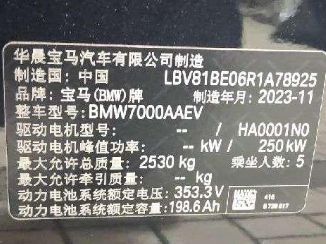 华晨宝马汽车有限公司制造
制造国：中国 LBV81BE06R1A78925
品牌：宝马(BMW)牌 制造年月：2023-11
整车型号：BMW7000AAEV
驱动电机型号： -- / HA0001N0
驱动电机峰值功率： -- kW / 250 kW
最大允许总质量：2530 kg 乘坐人数：5
最大允许牵引质量： -- kg
动力电池系统额定电压：353.3V
动力电池系统额定容量：198.6Ah